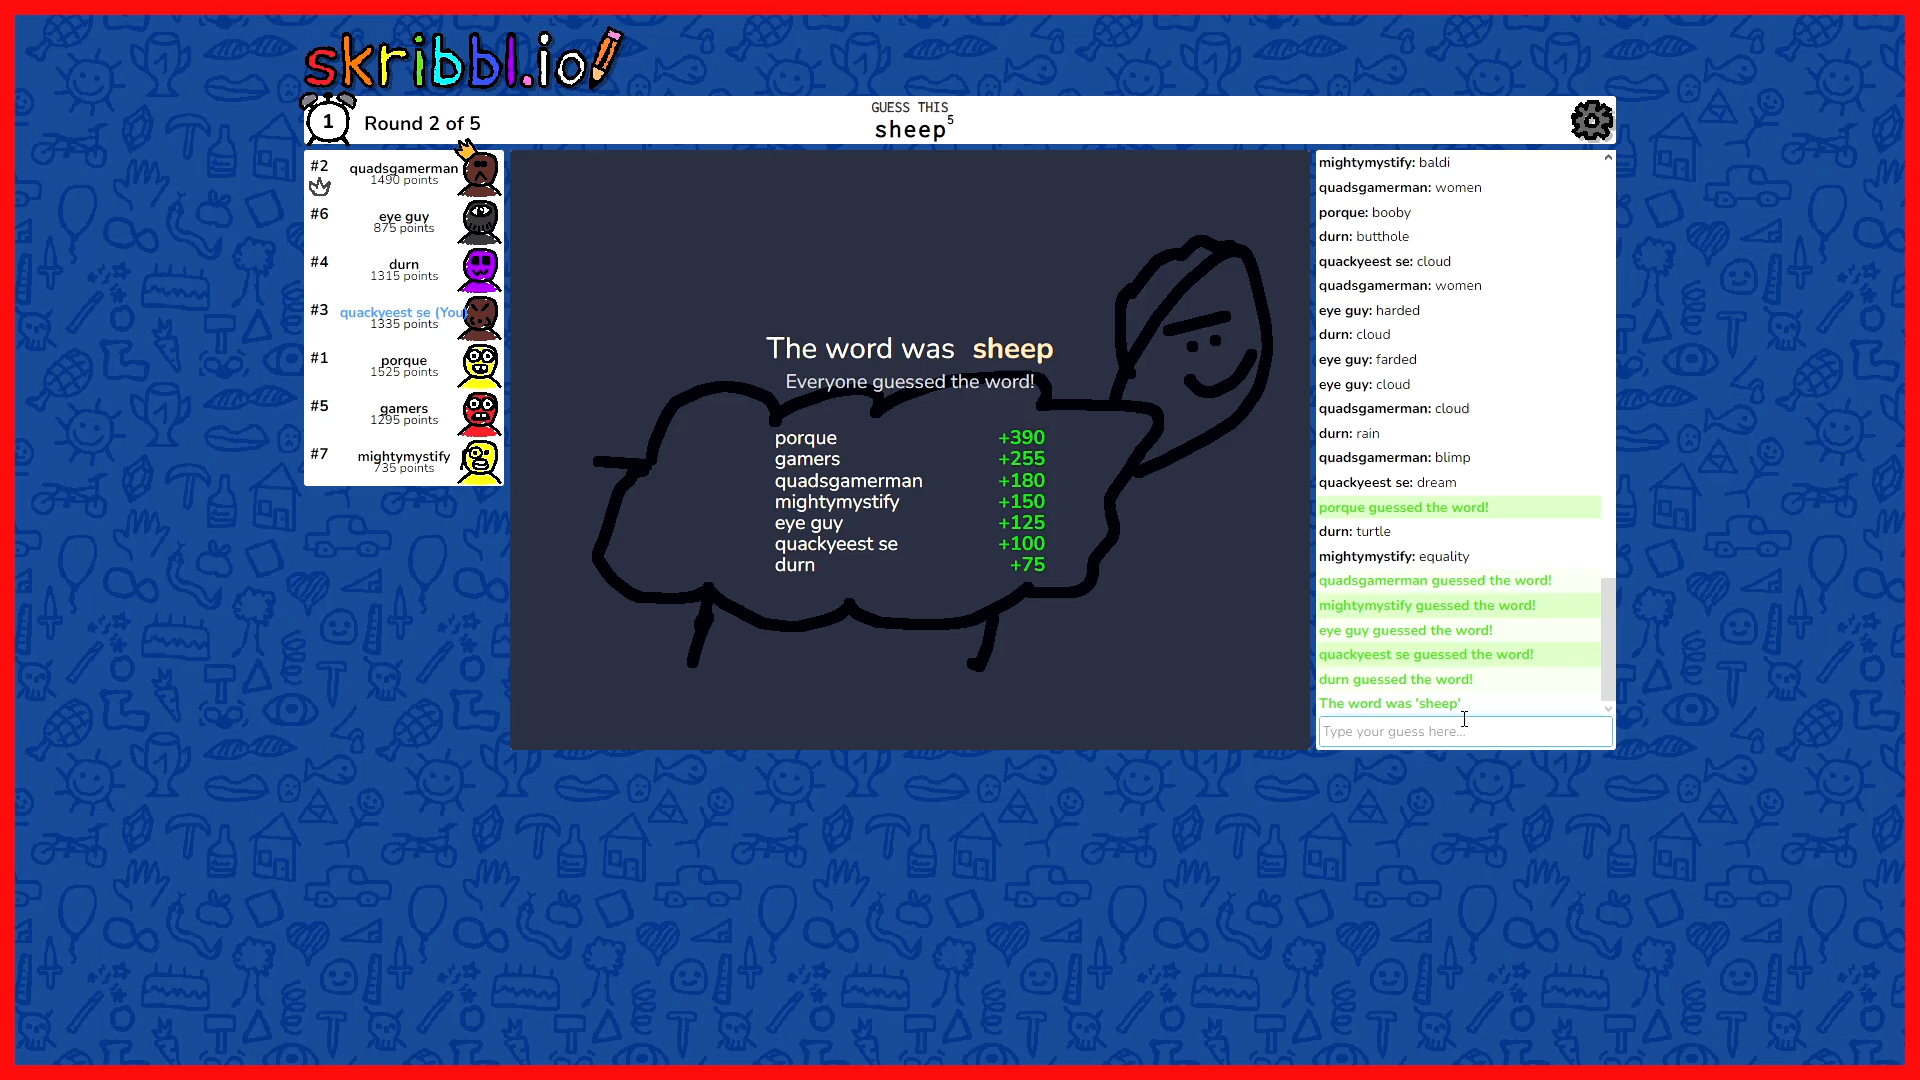 skribbl.io
1
Round 2 of 5
GUESS THIS
sheep5
#2
quadsgamerman
1490 points
#6
eye guy
875 points
#4
durn
1315 points
#3
quackyeest se (You
1335 points
#1
porque
1525 points
#5
gamers
1295 points
#7
mightymystify
735 points
The word was sheep
Everyone guessed the word!
porque +390
gamers +255
quadsgamerman +180
mightymystify +150
eye guy +125
quackyeest se +100
durn +75
mightymystify: baldi
quadsgamerman: women
porque: booby
durn: butthole
quackyeest se: cloud
quadsgamerman: women
eye guy: harded
durn: cloud
eye guy: farded
eye guy: cloud
quadsgamerman: cloud
durn: rain
quadsgamerman: blimp
quackyeest se: dream
porque guessed the word!
durn: turtle
mightymystify: equality
quadsgamerman guessed the word!
mightymystify guessed the word!
eye guy guessed the word!
quackyeest se guessed the word!
durn guessed the word!
The word was 'sheep'
Type your guess here...